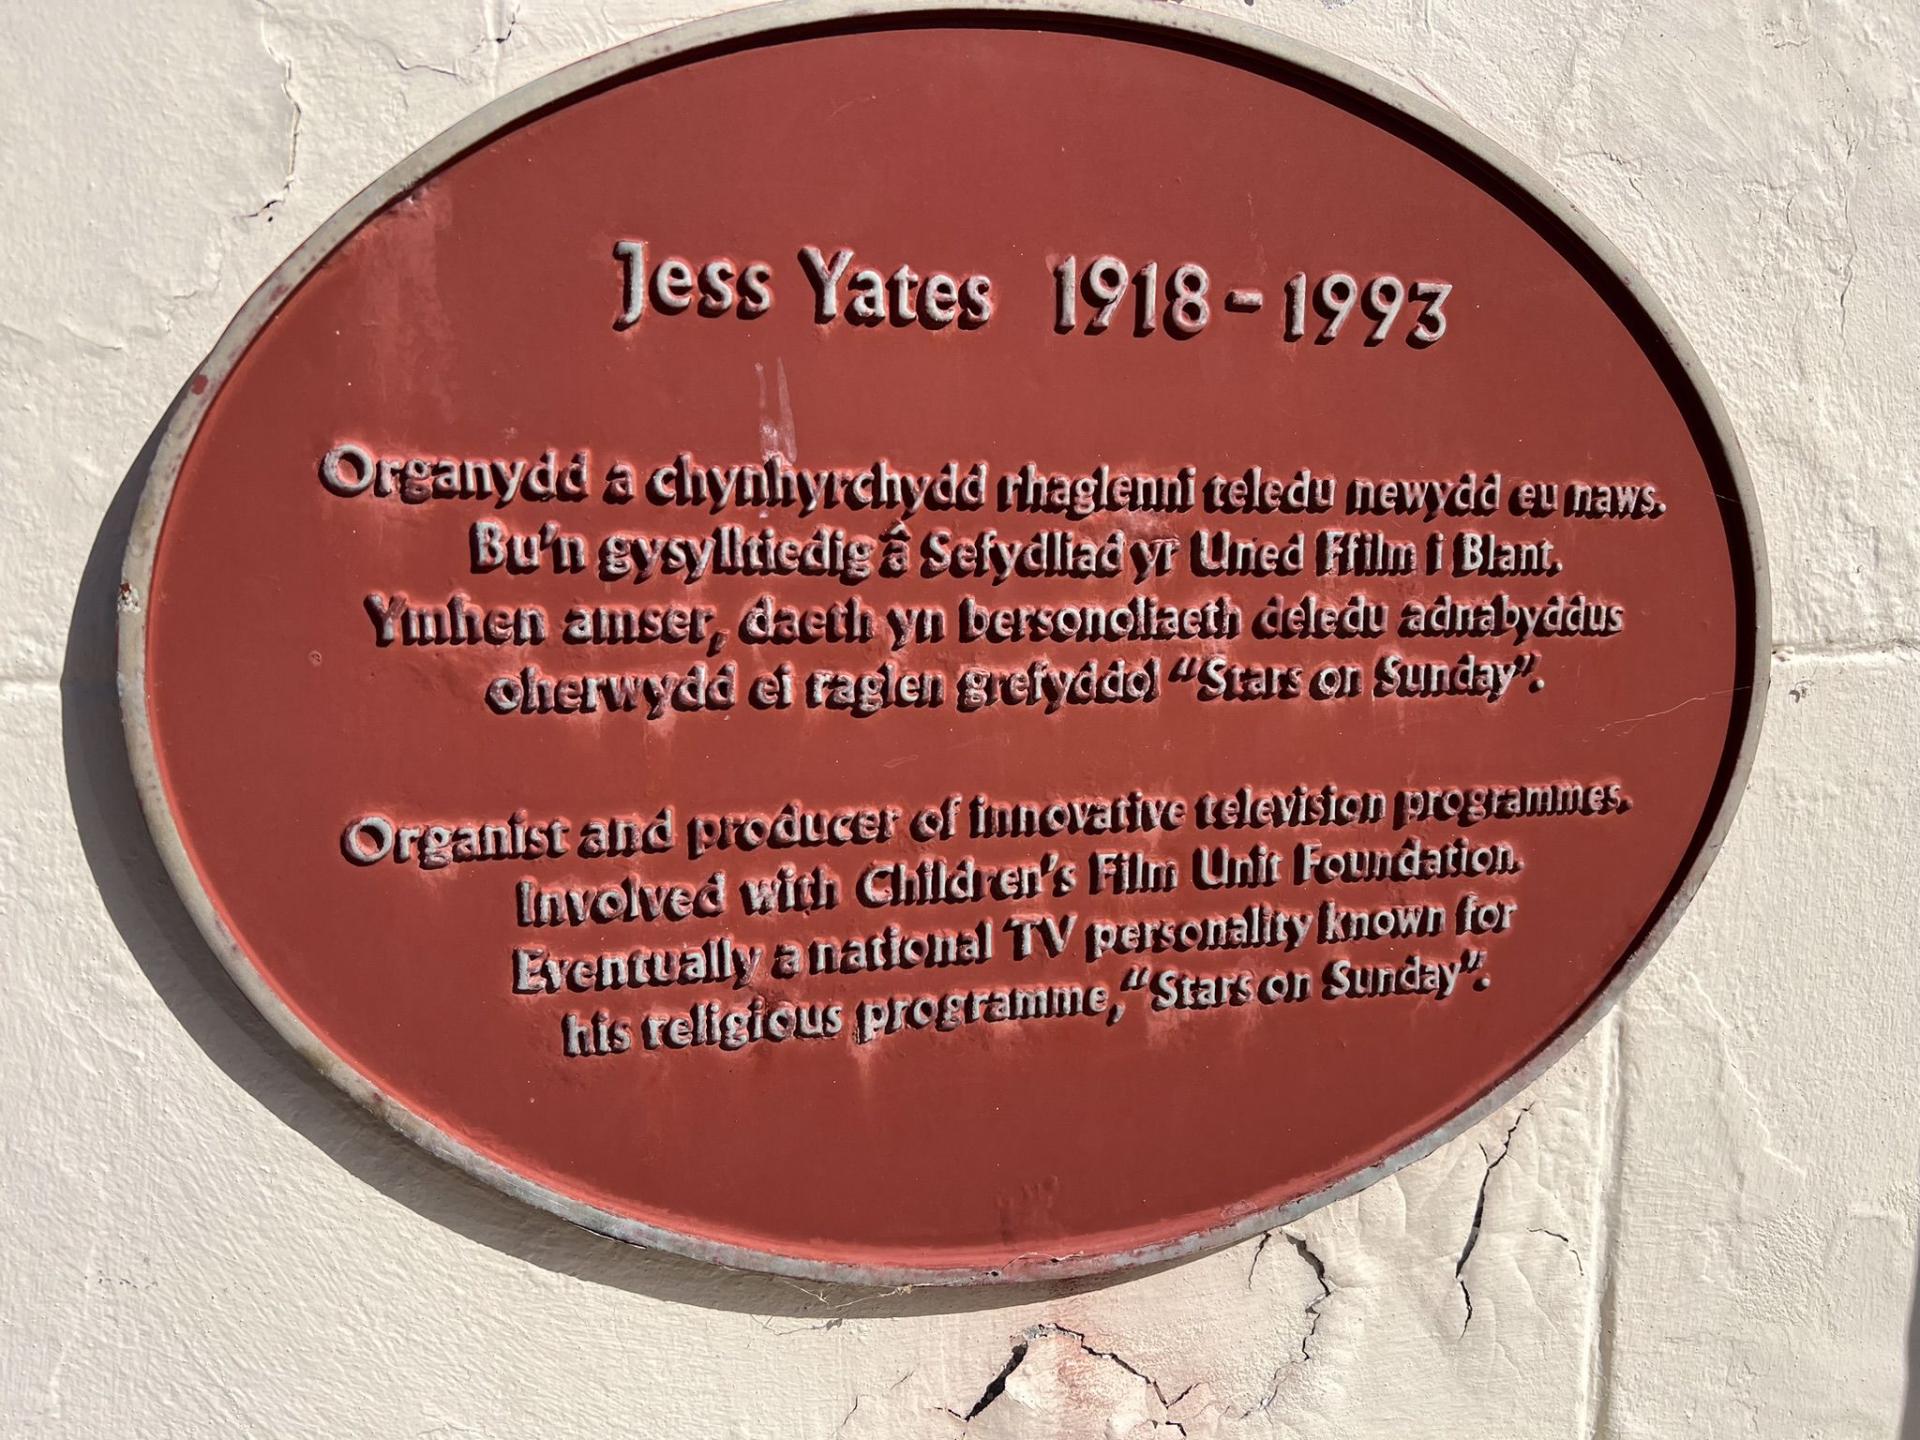 Jess Yates 1918 - 1993
Organydd a chynhyrchydd rhaglenni teledu newydd eu naws.
Bu'n gysylltiedig â Sefydliad yr Uned Ffilm i Blant.
Ymhen amser, daeth yn bersonoliaeth deledu adnabyddus
oherwydd ei raglen grefyddol “Stars on Sunday”.
Organist and producer of innovative television programmes.
Involved with Children's Film Unit Foundation.
Eventually a national TV personality known for
his religious programme, “Stars on Sunday”.